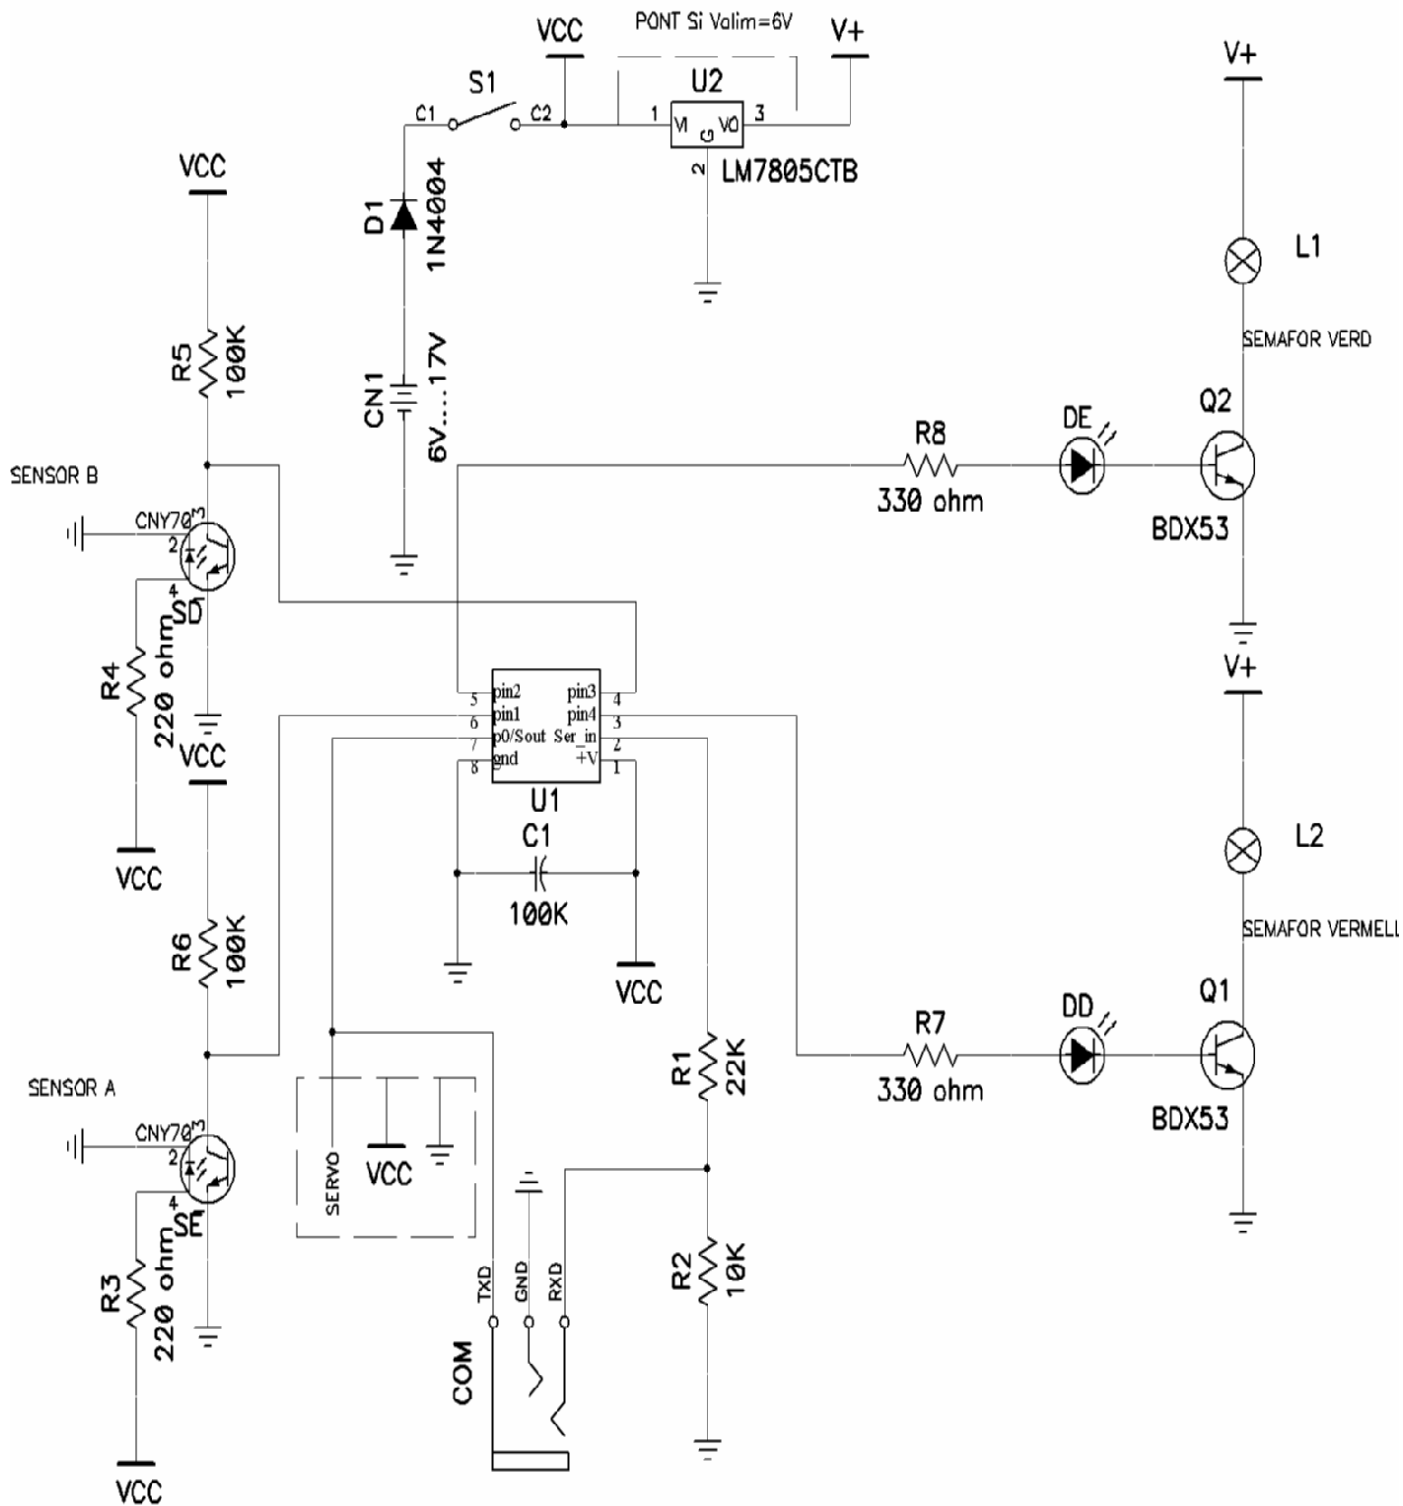 PONT Si Valim=6V
VCC
V+
V+
S1
U2
C1
C2
1
VI
G
VO
3
2
LM7805CTB
VCC
D1
1N4004
L1
R5
100K
CN1
6V....17V
SEMAFOR VERD
Q2
DE
R8
330 ohm
BDX53
SENSOR B
CNY70
3
2
4
1
SD
R4
220 ohm
V+
5
pin2
pin3
4
6
pin1
pin4
3
7
p0/Sout
Ser_in
2
8
gnd
+V
1
U1
VCC
C1
100K
VCC
L2
VCC
R6
100K
SEMAFOR VERMELL
Q1
DD
R7
330 ohm
BDX53
R1
22K
SENSOR A
CNY70
3
2
4
1
SE
R3
220 ohm
SERVO
VCC
R2
10K
TXD
GND
RXD
COM
VCC